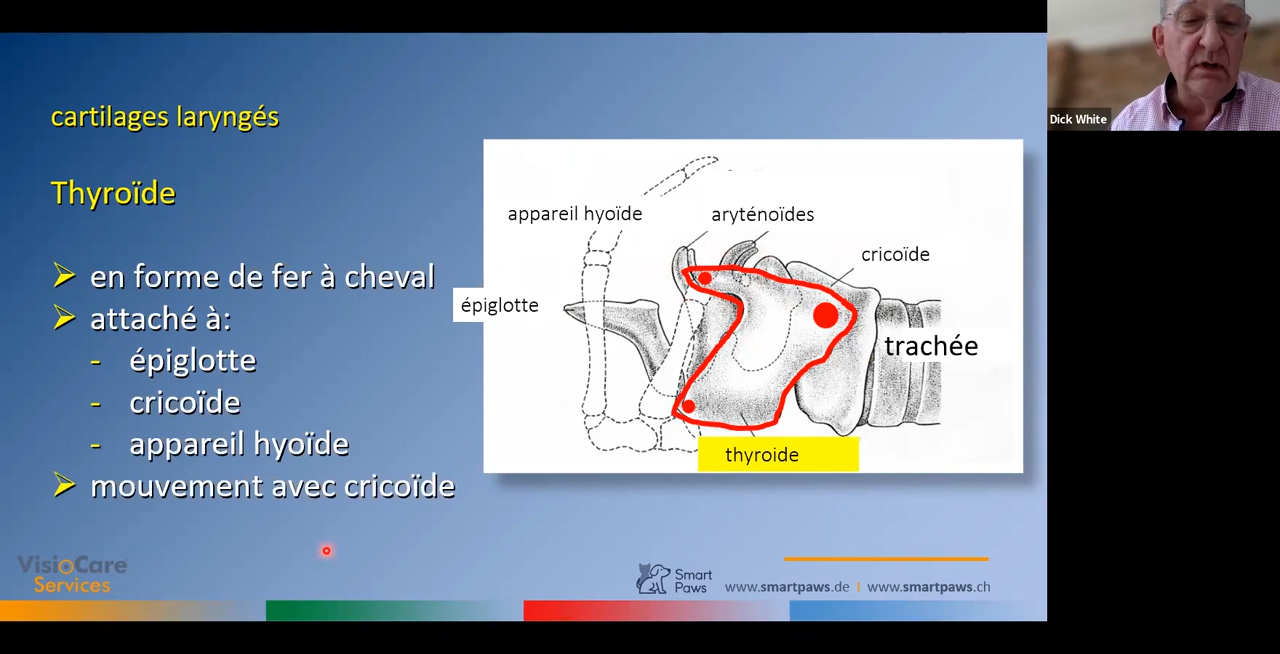 cartilages laryngés
Thyroïde
➢ en forme de fer à cheval
➢ attaché à:
- épiglotte
- cricoïde
- appareil hyoïde
➢ mouvement avec cricoïde
appareil hyoïde
aryténoïdes
cricoïde
épiglotte
trachée
thyroide
VisioCare
Services
Smart
Paws
www.smartpaws.de | www.smartpaws.ch
Dick White